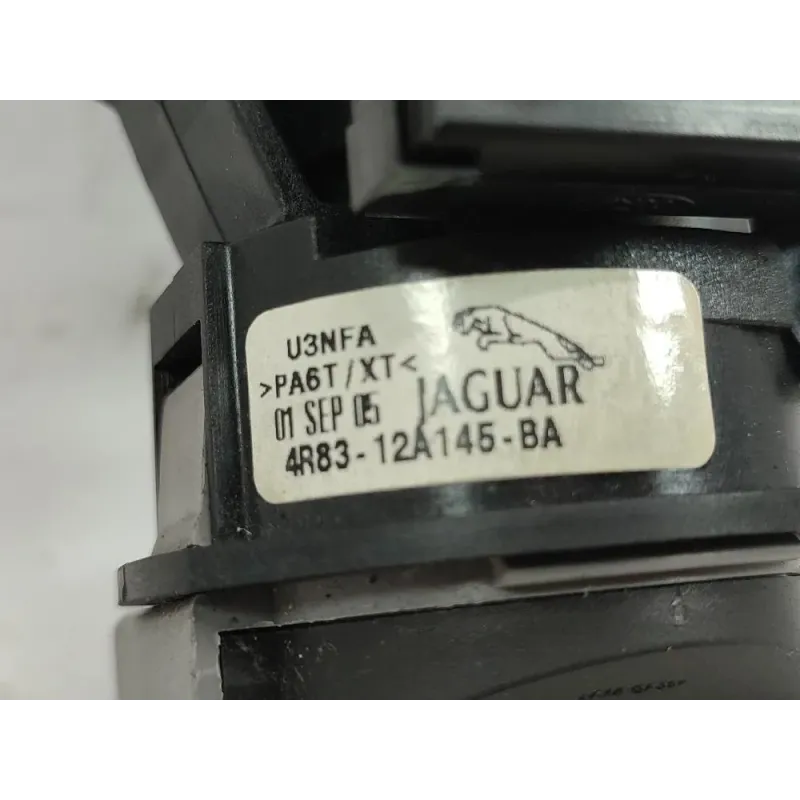 U3NFA
>PA6T/XT<
01 SEP 05
JAGUAR
4R83-12A145-BA